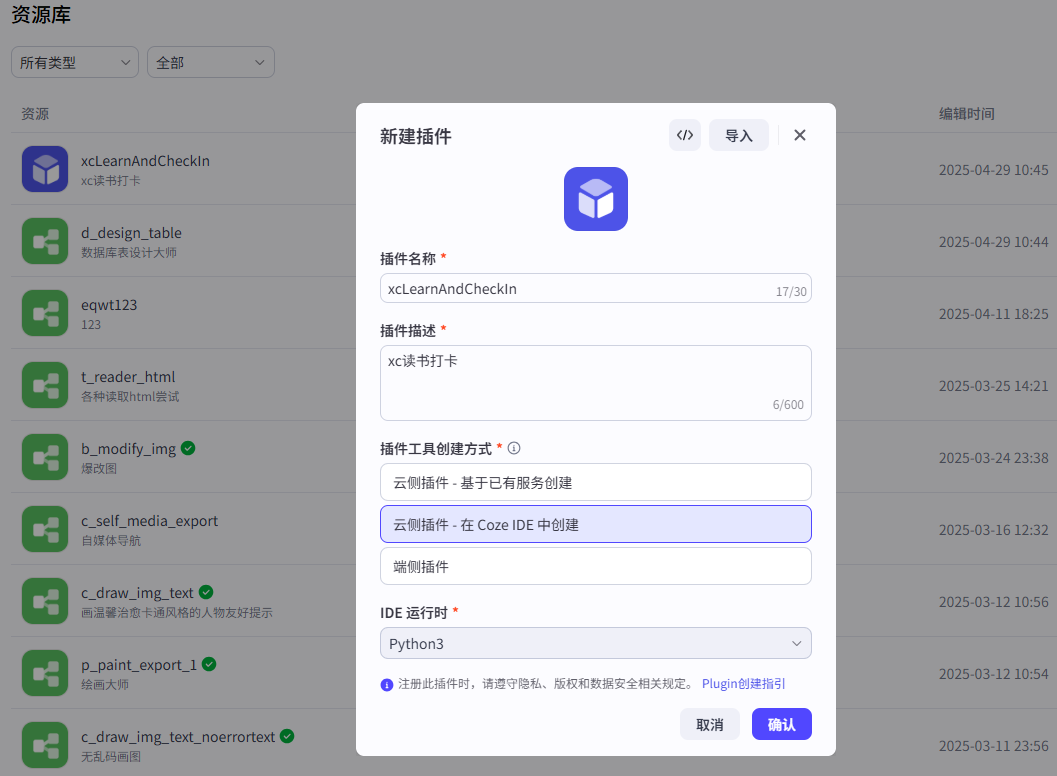 资源库
所有类型 全部
资源 编辑时间
xcLearnAndCheckIn
xc读书打卡
2025-04-29 10:45
d_design_table
数据库表设计大师
2025-04-29 10:44
eqwt123
123
2025-04-11 18:25
t_reader_html
各种读取html尝试
2025-03-25 14:21
b_modify_img
爆改图
2025-03-24 23:38
c_self_media_export
自媒体导航
2025-03-16 12:32
c_draw_img_text
画温馨治愈卡通风格的人物友好提示
2025-03-12 10:56
p_paint_export_1
绘画大师
2025-03-12 10:54
c_draw_img_text_noerrortext
无乱码画图
2025-03-11 23:56
新建插件 </> 导入
插件名称 *
xcLearnAndCheckIn 17/30
插件描述 *
xc读书打卡
6/600
插件工具创建方式 *
云侧插件 - 基于已有服务创建
云侧插件 - 在 Coze IDE 中创建
端侧插件
IDE 运行时 *
Python3
注册此插件时，请遵守隐私、版权和数据安全相关规定。 Plugin创建指引
取消 确认